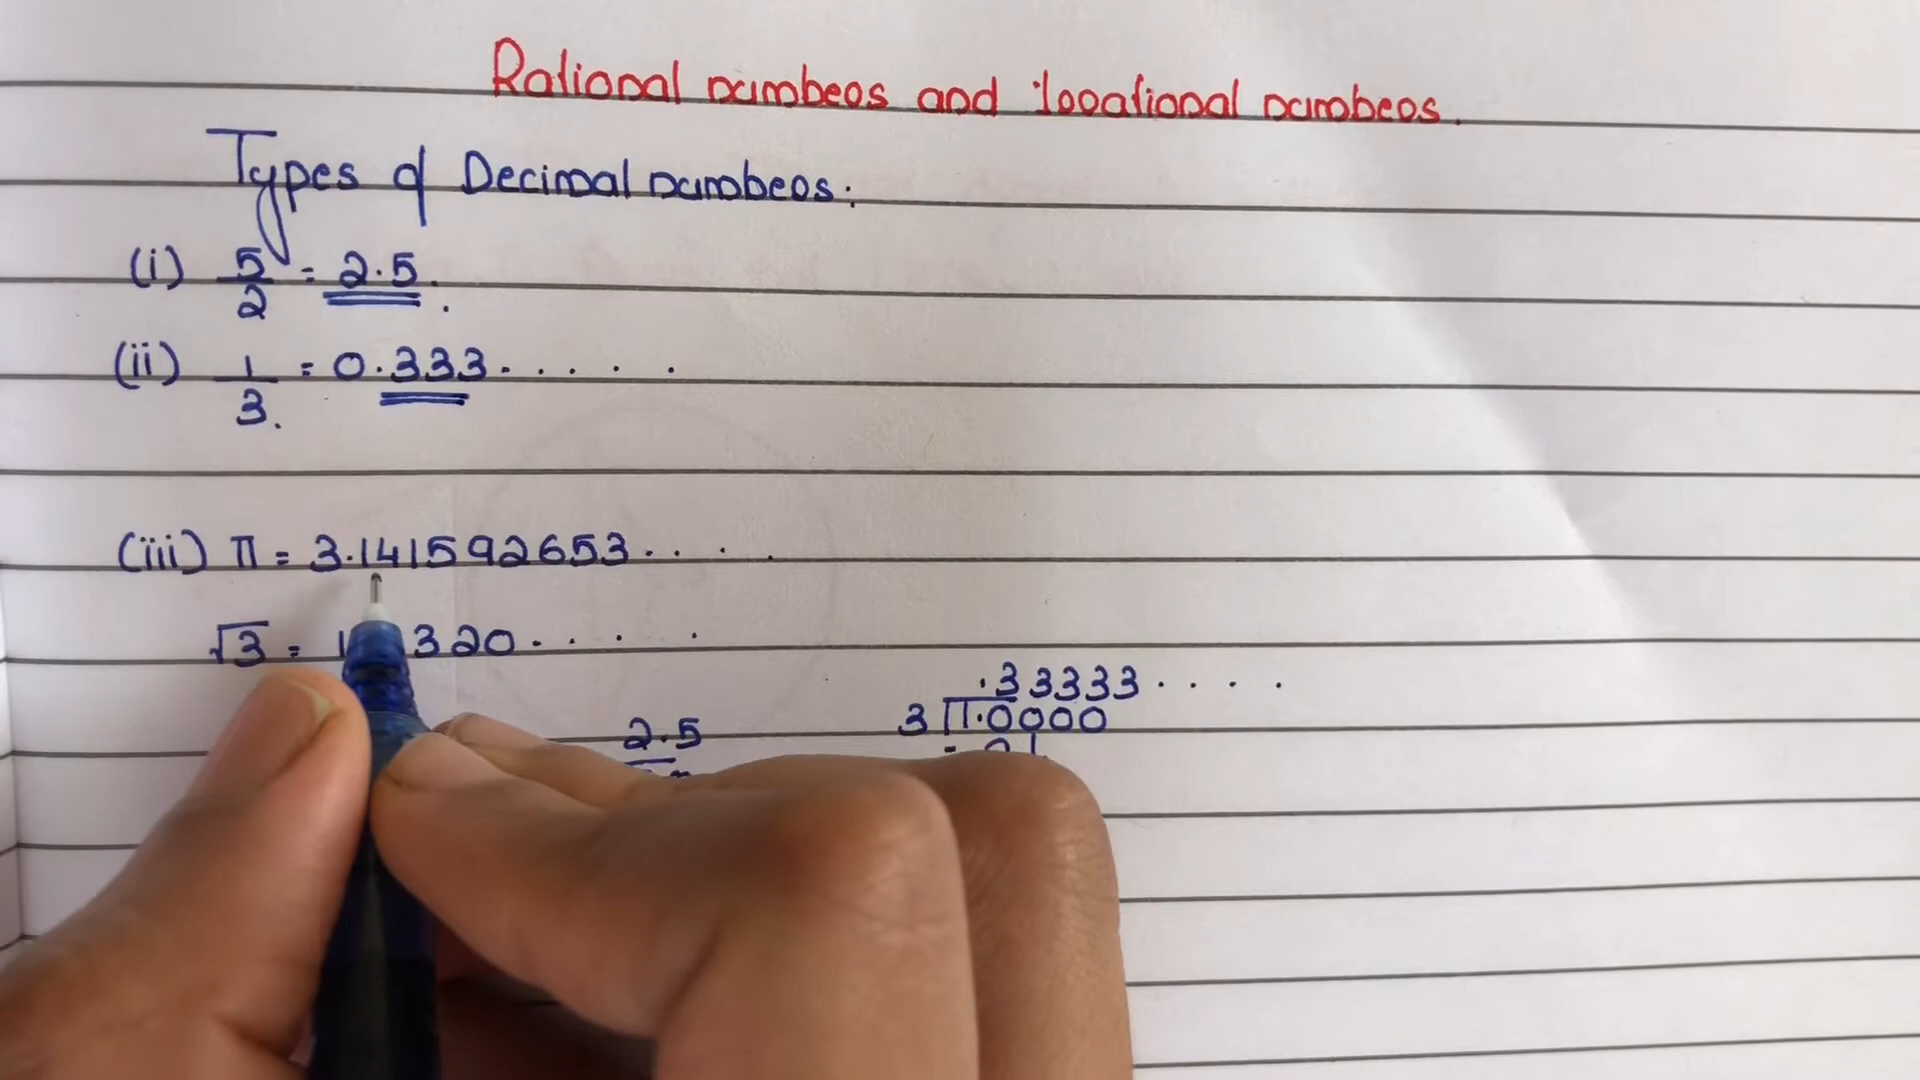 Rational numbers and irrational numbers.
Types of Decimal numbers:
(i) 5/2 = 2.5.
(ii) 1/3. = 0.333.....
(iii) π = 3.141592653....
√3 = 1 320....
.33333....
3 1.0000
2.5